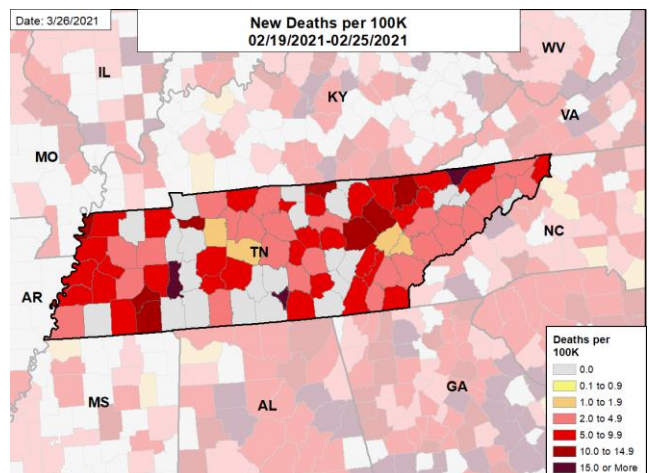 Date: 3/26/2021
New Deaths per 100K
02/19/2021-02/25/2021
WV
IL
KY
VA
MO
NC
TN
AR
MS
AL
GA
Deaths per
100K
0.0
0.1 to 0.9
1.0 to 1.9
2.0 to 4.9
5.0 to 9.9
10.0 to 14.9
15.0 or More